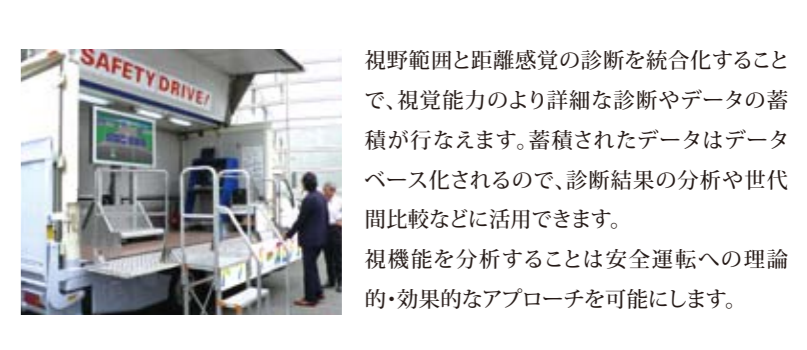 SAFETY DRIVE!
視野範囲と距離感覚の診断を統合化すること
で、視覚能力のより詳細な診断やデータの蓄
積が行なえます。蓄積されたデータはデータ
ベース化されるので、診断結果の分析や世代
間比較などに活用できます。
視機能を分析することは安全運転への理論
的・効果的なアプローチを可能にします。